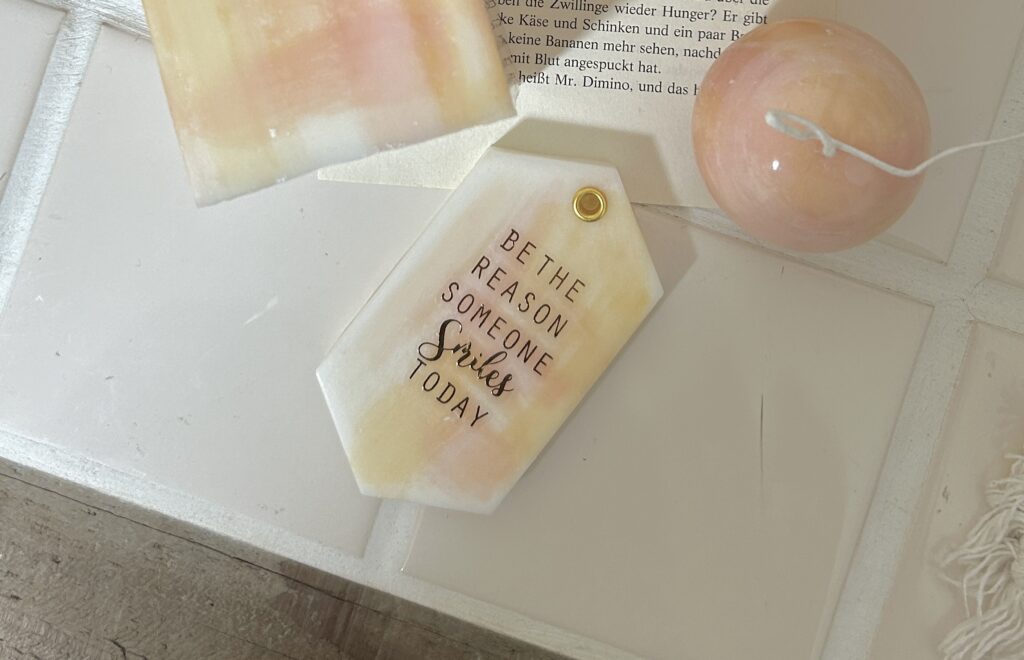 die Zwillinge wieder Hunger? Er gibt
Käse und Schinken und ein paar
keine Bananen mehr sehen,
mit Blut angespuckt hat.
heißt Mr. Dimino, und das
BE THE
REASON
SOMEONE
Smiles
TODAY